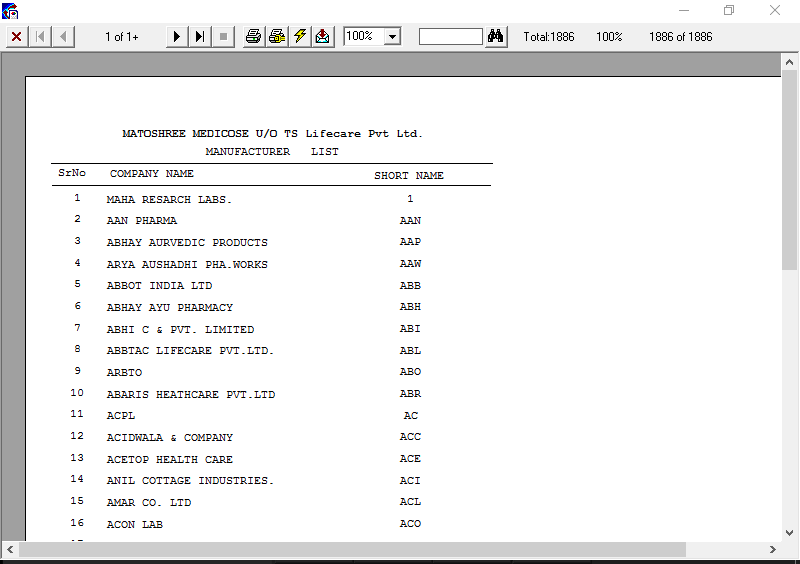 1 of 1+ 100% Total:1886 100% 1886 of 1886
MATOSHREE MEDICOSE U/O TS Lifecare Pvt Ltd.
MANUFACTURER LIST
SrNo COMPANY NAME SHORT NAME
1 MAHA RESARCH LABS. 1
2 AAN PHARMA AAN
3 ABHAY AURVEDIC PRODUCTS AAP
4 ARYA AUSHADHI PHA.WORKS AAW
5 ABBOT INDIA LTD ABB
6 ABHAY AYU PHARMACY ABH
7 ABHI C & PVT. LIMITED ABI
8 ABBTAC LIFECARE PVT.LTD. ABL
9 ARBTO ABO
10 ABARIS HEATHCARE PVT.LTD ABR
11 ACPL AC
12 ACIDWALA & COMPANY ACC
13 ACETOP HEALTH CARE ACE
14 ANIL COTTAGE INDUSTRIES. ACI
15 AMAR CO. LTD ACL
16 ACON LAB ACO